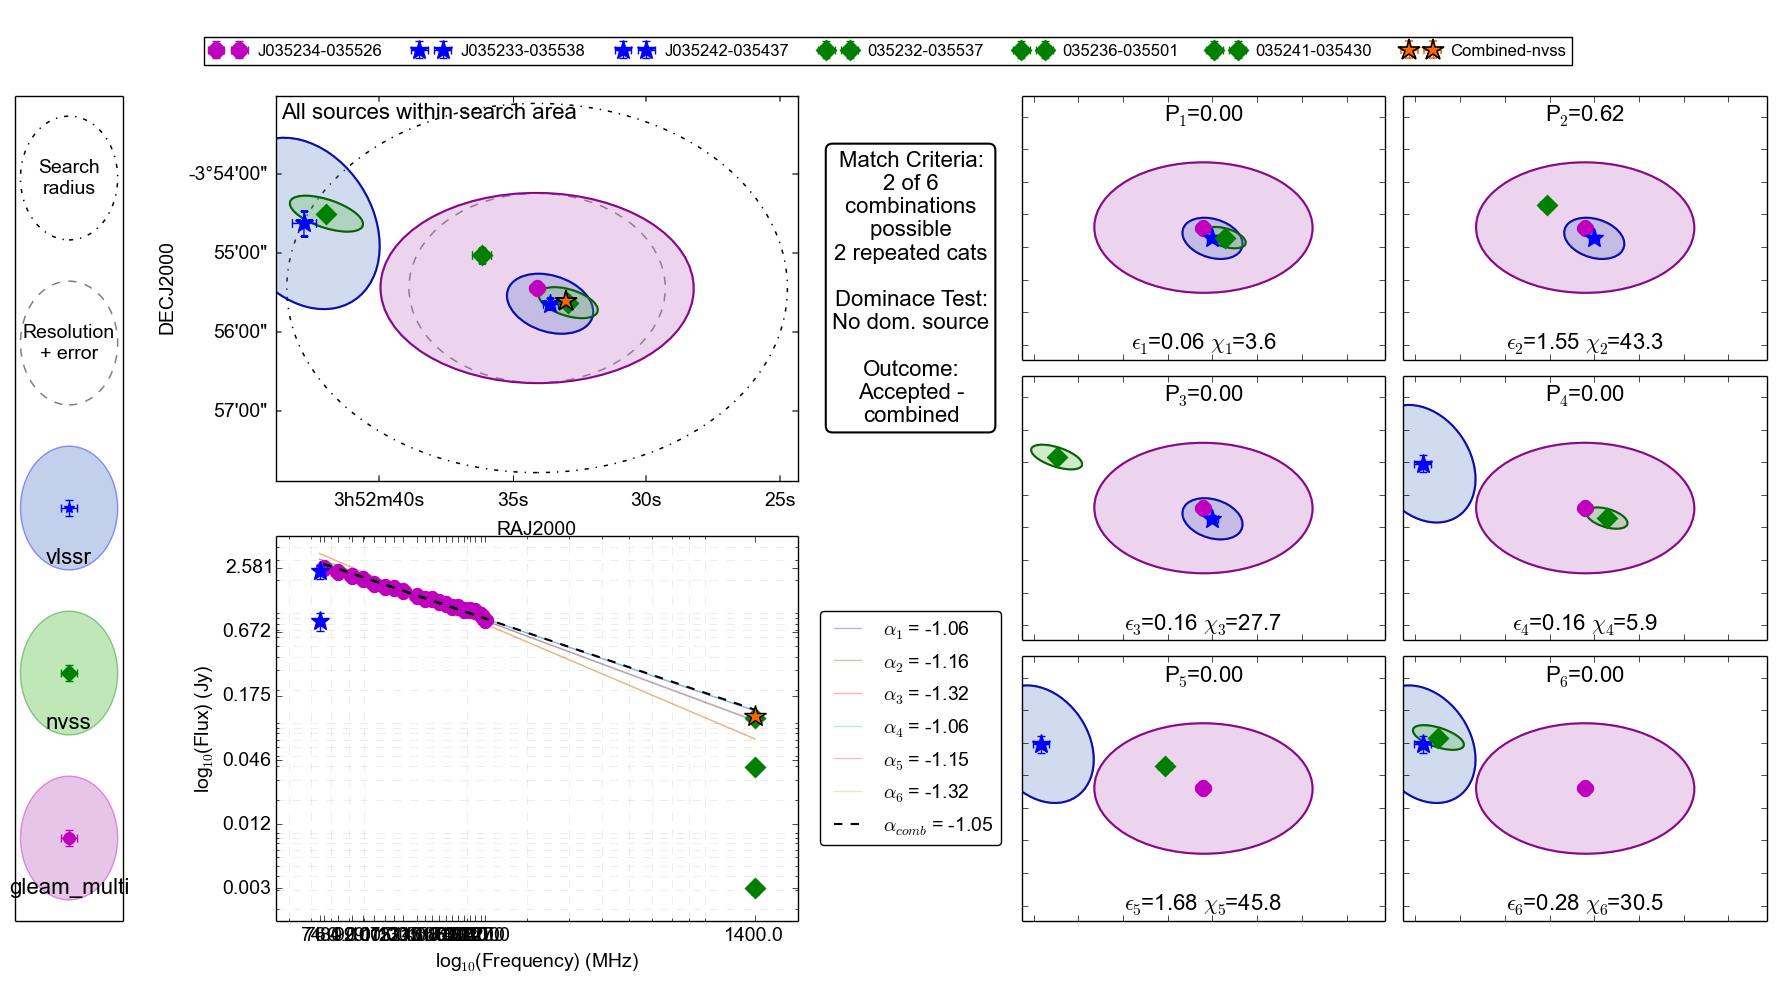 J035234-035526 J035233-035538 J035242-035437 035232-035537 035236-035501 035241-035430 Combined-nvss
Search
radius
Resolution
+ error
vlssr
nvss
gleam_multi
All sources within search area
-3°54'00"
55'00"
56'00"
57'00"
DECJ2000
3h52m40s 35s 30s 25s
RAJ2000
Match Criteria:
2 of 6
combinations
possible
2 repeated cats
Dominace Test:
No dom. source
Outcome:
Accepted -
combined
P1=0.00
ϵ1=0.06 χ1=3.6
P2=0.62
ϵ2=1.55 χ2=43.3
P3=0.00
ϵ3=0.16 χ3=27.7
P4=0.00
ϵ4=0.16 χ4=5.9
P5=0.00
ϵ5=1.68 χ5=45.8
P6=0.00
ϵ6=0.28 χ6=30.5
2.581
0.672
0.175
0.046
0.012
0.003
log10(Flux) (Jy)
1400.0
log10(Frequency) (MHz)
α1 = -1.06
α2 = -1.16
α3 = -1.32
α4 = -1.06
α5 = -1.15
α6 = -1.32
αcomb = -1.05